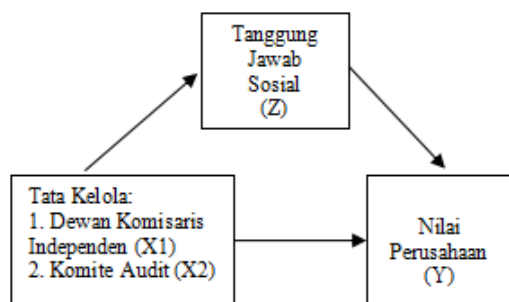 Tanggung
Jawab
Sosial
(Z)
Tata Kelola:
1. Dewan Komisaris
Independen (X1)
2. Komite Audit (X2)
Nilai
Perusahaan
(Y)